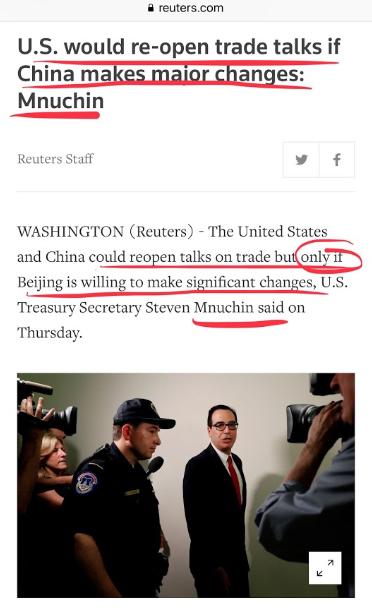 reuters.com
U.S. would re-open trade talks if
China makes major changes:
Mnuchin
Reuters Staff
WASHINGTON (Reuters) - The United States
and China could reopen talks on trade but only if
Beijing is willing to make significant changes, U.S.
Treasury Secretary Steven Mnuchin said on
Thursday.